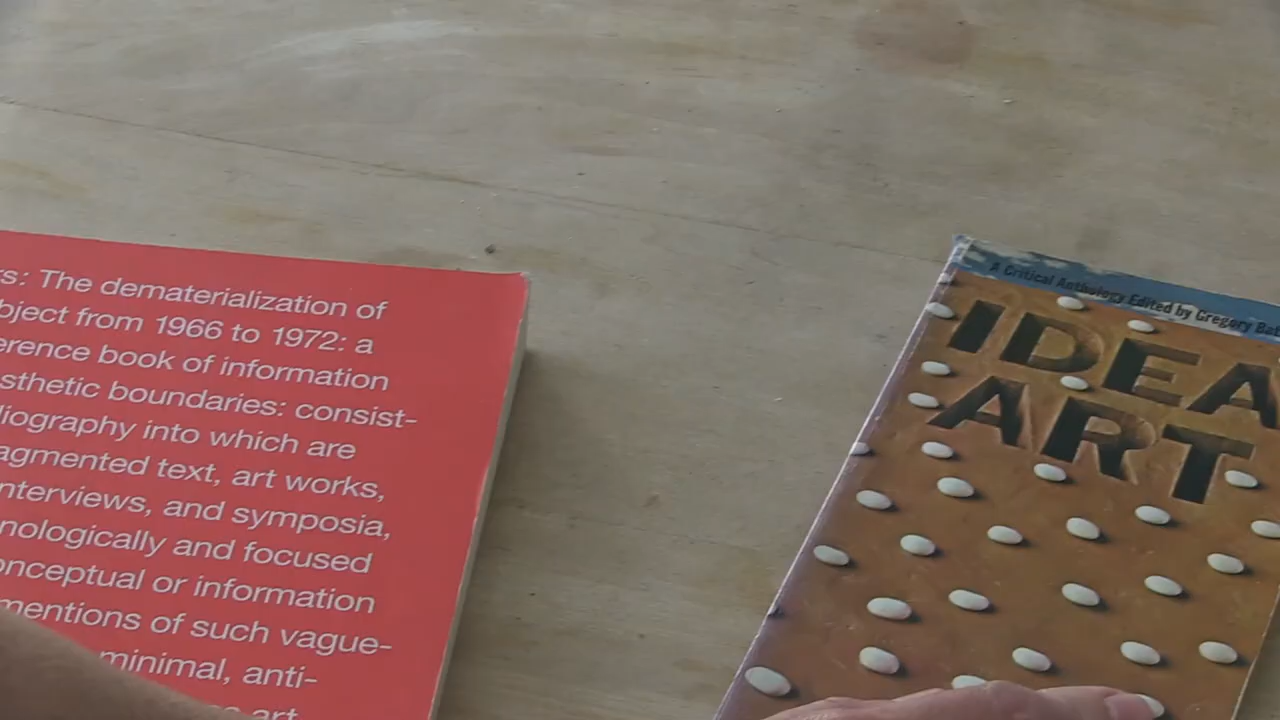 rs: The dematerialization of
bject from 1966 to 1972: a
erence book of information
sthetic boundaries: consist-
liography into which are
agmented text, art works,
nterviews, and symposia,
nologically and focused
onceptual or information
mentions of such vague-
minimal, anti-
art
A Critical Anthology Edited by Gregory Bat
IDEA
ART